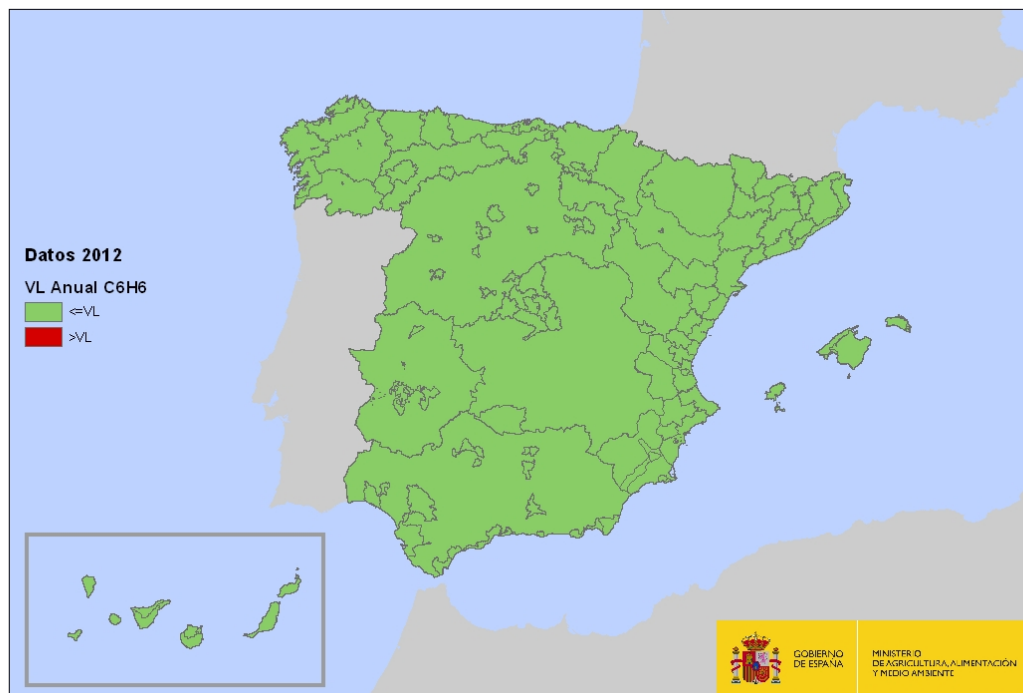 Datos 2012
VL Anual C6H6
<=VL
>VL
GOBIERNO
DE ESPAÑA
MINISTERIO
DE AGRICULTURA, ALIMENTACIÓN
Y MEDIO AMBIENTE